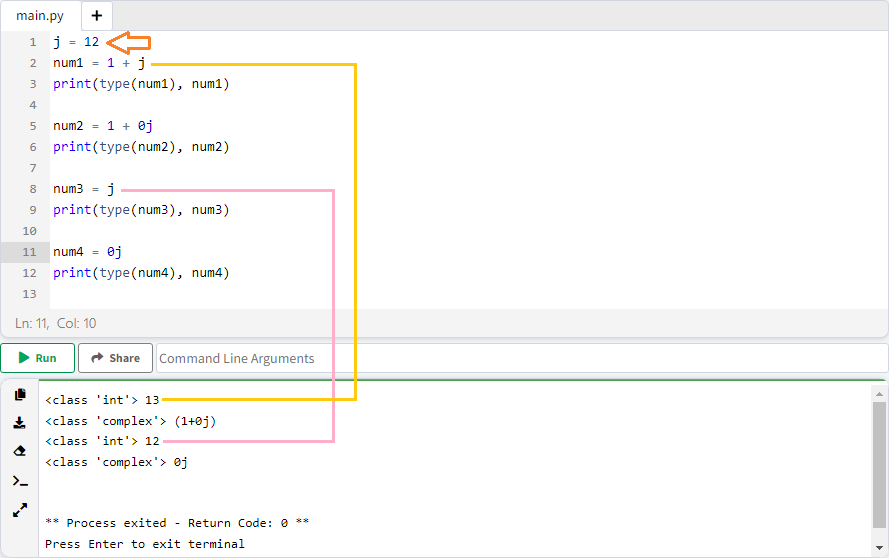 main.py +
1 j = 12
2 num1 = 1 + j
3 print(type(num1), num1)
4
5 num2 = 1 + 0j
6 print(type(num2), num2)
7
8 num3 = j
9 print(type(num3), num3)
10
11 num4 = 0j
12 print(type(num4), num4)
13
Ln: 11, Col: 10
Run Share Command Line Arguments
<class 'int'> 13
<class 'complex'> (1+0j)
<class 'int'> 12
<class 'complex'> 0j
** Process exited - Return Code: 0 **
Press Enter to exit terminal